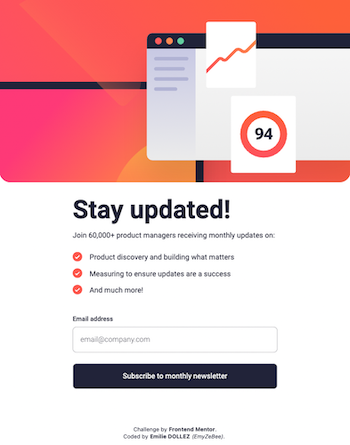 94
Stay updated!
Join 60,000+ product managers receiving monthly updates on:
Product discovery and building what matters
Measuring to ensure updates are a success
And much more!
Email address
email@company.com
Subscribe to monthly newsletter
Challenge by Frontend Mentor.
Coded by Emilie DOLLEZ (EmyZeBee).